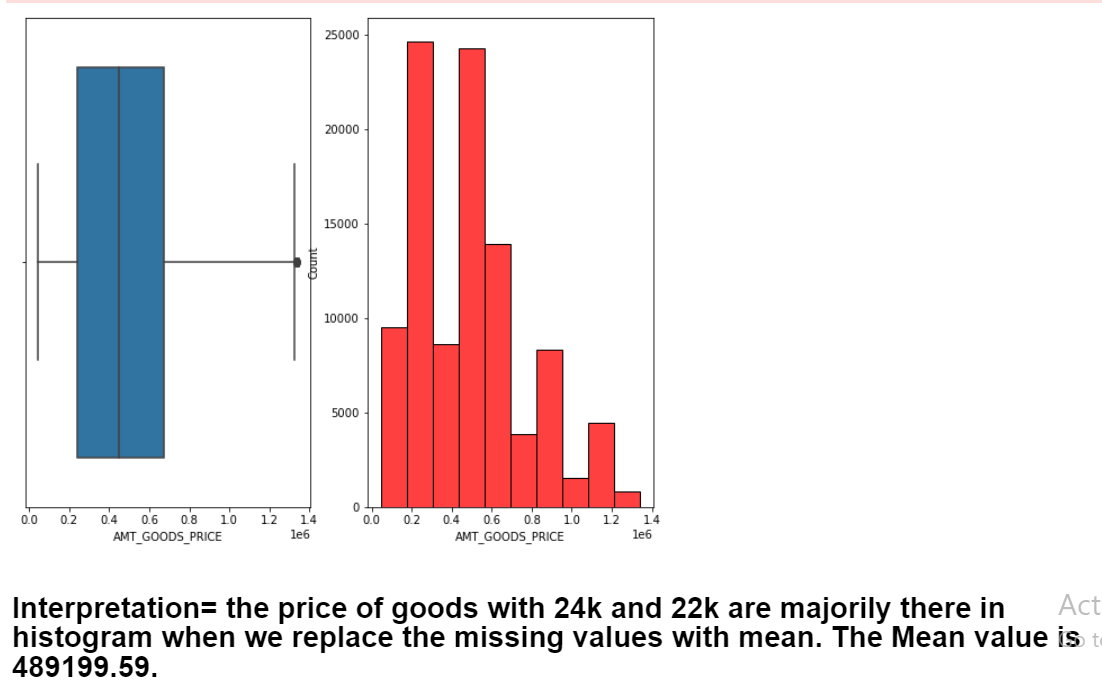 0.0 0.2 0.4 0.6 0.8 1.0 1.2 1.4
1e6
AMT_GOODS_PRICE
Count
25000
20000
15000
10000
5000
0
0.0 0.2 0.4 0.6 0.8 1.0 1.2 1.4
1e6
AMT_GOODS_PRICE
Interpretation= the price of goods with 24k and 22k are majorily there in
histogram when we replace the missing values with mean. The Mean value is
489199.59.
Act